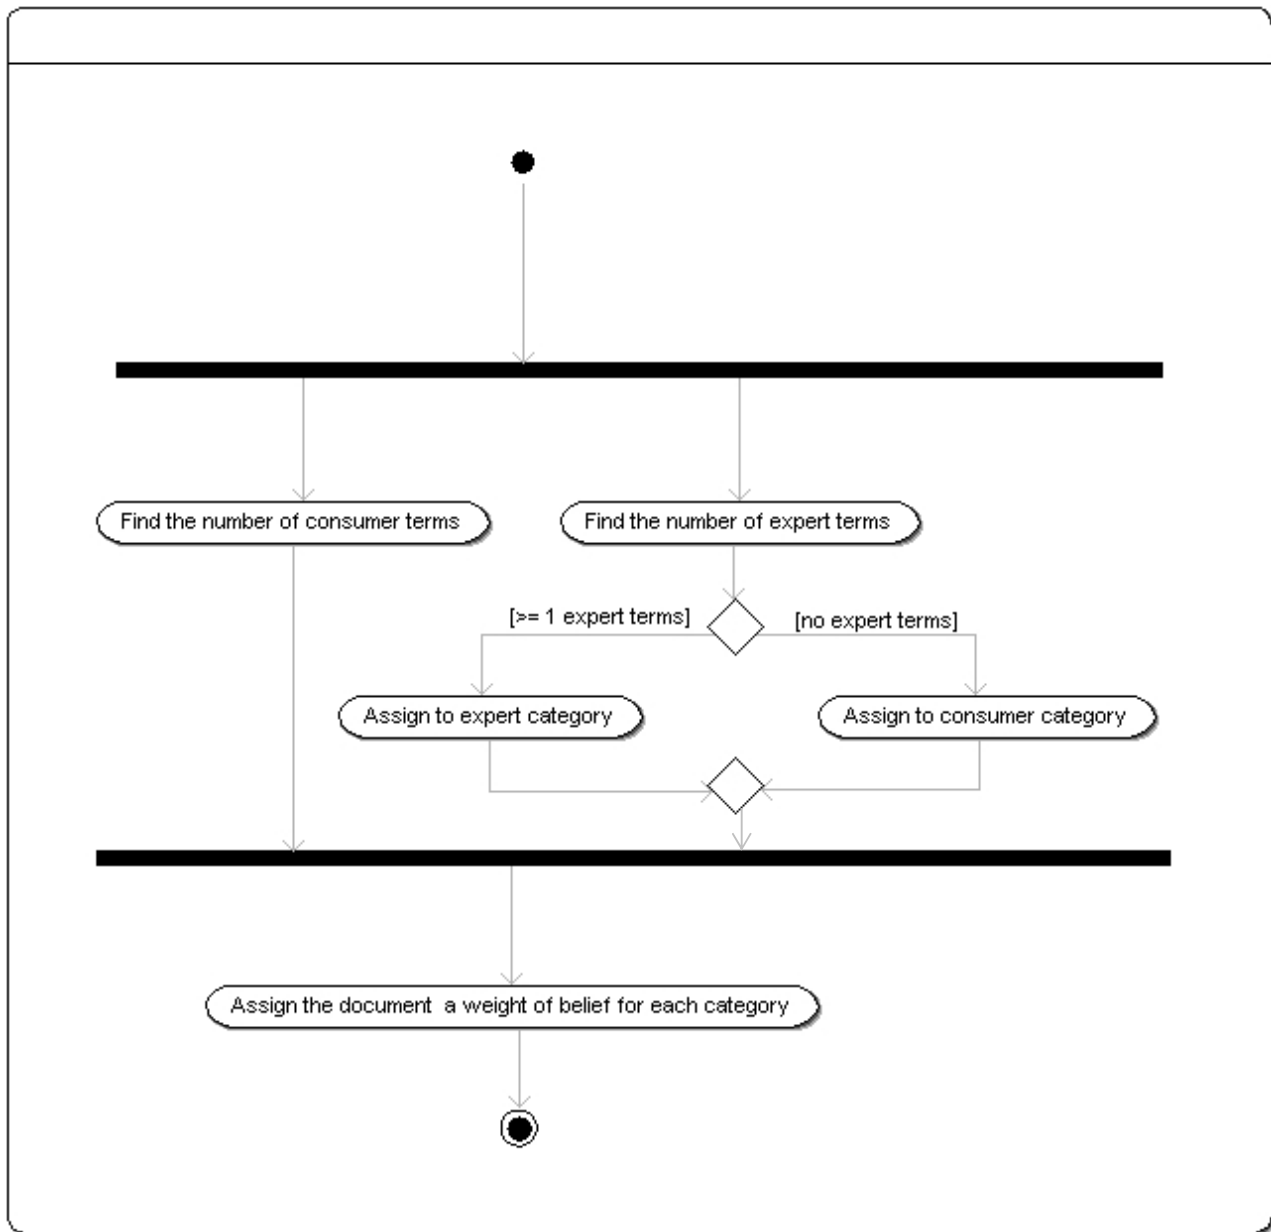 Find the number of consumer terms
Find the number of expert terms
[>= 1 expert terms]
[no expert terms]
Assign to expert category
Assign to consumer category
Assign the document  a weight of belief for each category